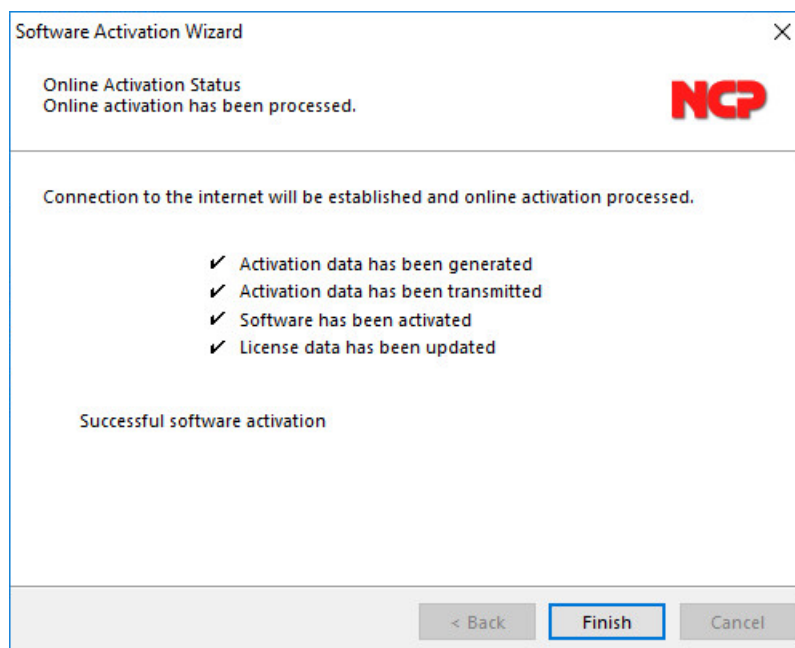 Software Activation Wizard
Online Activation Status
Online activation has been processed.
NCP
Connection to the internet will be established and online activation processed.
✔ Activation data has been generated
✔ Activation data has been transmitted
✔ Software has been activated
✔ License data has been updated
Successful software activation
< Back Finish Cancel